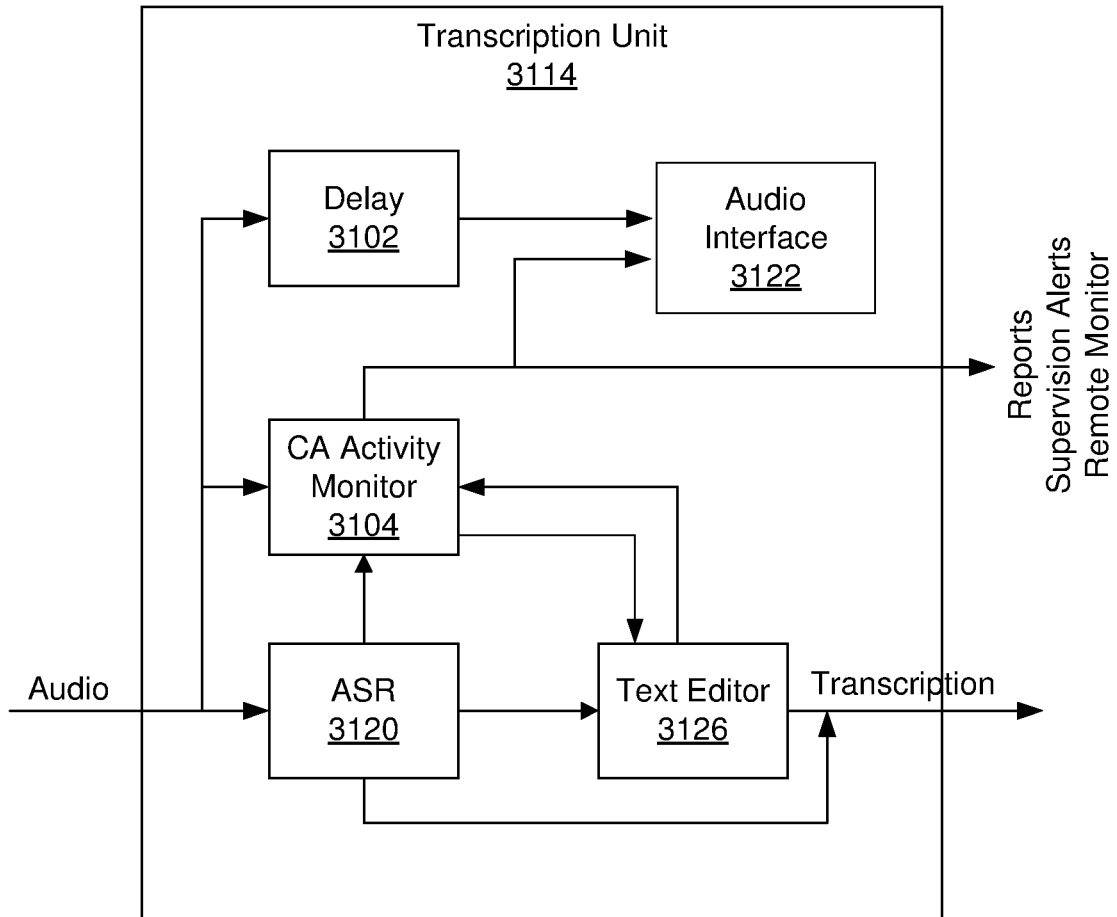 Transcription Unit
3114
Delay
3102
Audio
Interface
3122
Reports
Supervision Alerts
Remote Monitor
CA Activity
Monitor
3104
Audio
ASR
3120
Text Editor
3126
Transcription